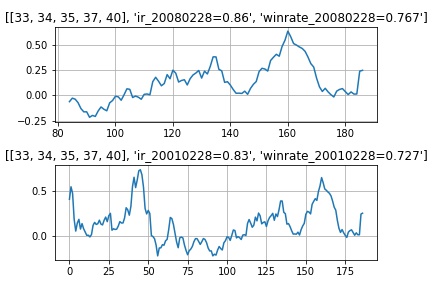 [[33, 34, 35, 37, 40], 'ir_20080228=0.86', 'winrate_20080228=0.767']
0.50
0.25
0.00
−0.25
80 100 120 140 160 180
[[33, 34, 35, 37, 40], 'ir_20010228=0.83', 'winrate_20010228=0.727']
0.5
0.0
0 25 50 75 100 125 150 175